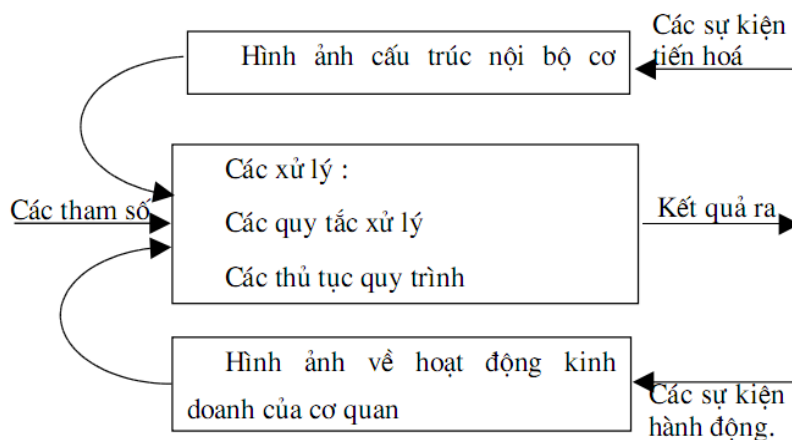 Hình ảnh cấu trúc nội bộ cơ
Các sự kiện
tiến hoá
Các xử lý :
Các tham số
Các quy tắc xử lý
Kết quả ra
Các thủ tục quy trình
Hình ảnh về hoạt động kinh
doanh của cơ quan
Các sự kiện
hành động.